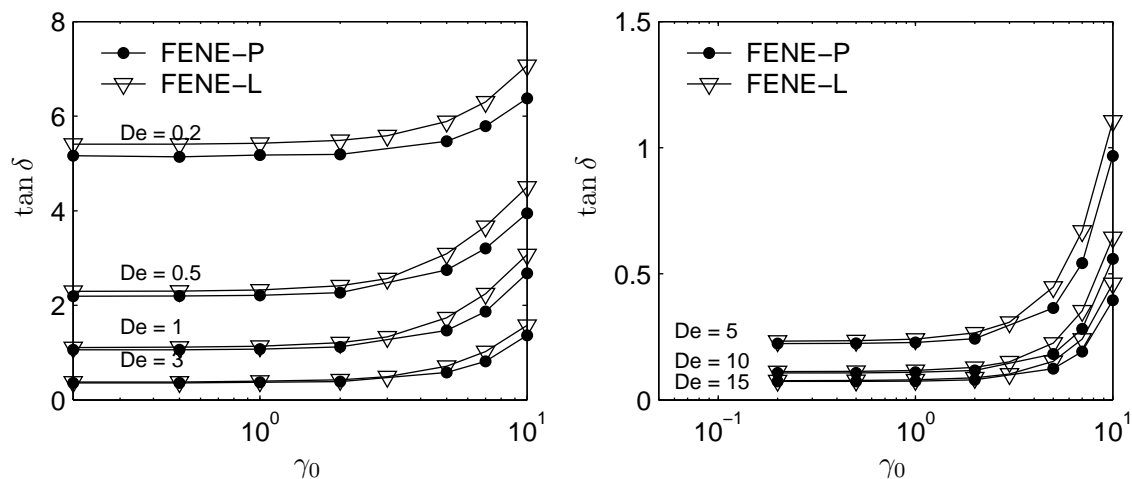 8
6
4
2
0
tan δ
FENE−P
FENE−L
De = 0.2
De = 0.5
De = 1
De = 3
10^0
10^1
γ_0
1.5
1
0.5
0
tan δ
FENE−P
FENE−L
De = 5
De = 10
De = 15
10^−1
10^0
10^1
γ_0